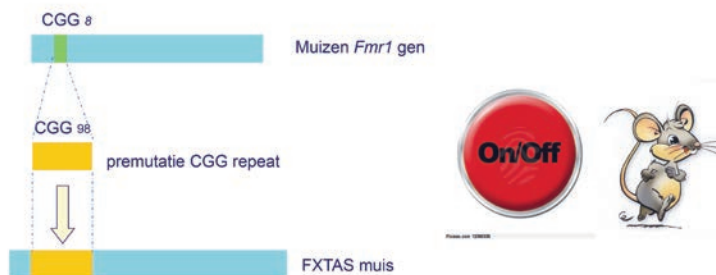 CGG 8
Muizen Fmr1 gen
CGG 98
premutatie CGG repeat
FXTAS muis
On/Off